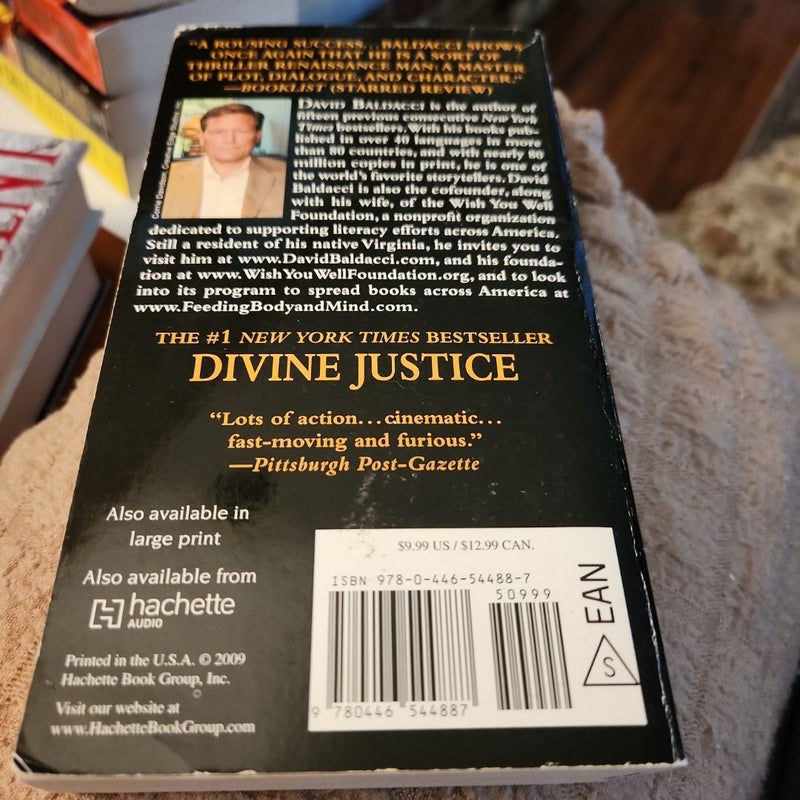 "A ROUSING SUCCESS...BALDACCI SHOWS
ONCE AGAIN THAT HE IS A SORT OF
THRILLER RENAISSANCE MAN: A MASTER
OF PLOT, DIALOGUE, AND CHARACTER."
—BOOKLIST (STARRED REVIEW)
DAVID BALDACCI is the author of
fifteen previous consecutive New York
Times bestsellers. With his books pub-
lished in over 40 languages in more
than 80 countries, and with nearly 80
million copies in print, he is one of
the world's favorite storytellers. David
Baldacci is also the cofounder, along
with his wife, of the Wish You Well
Foundation, a nonprofit organization
dedicated to supporting literacy efforts across America.
Still a resident of his native Virginia, he invites you to
visit him at www.DavidBaldacci.com, and his founda-
tion at www.WishYouWellFoundation.org, and to look
into its program to spread books across America at
www.FeedingBodyandMind.com.
THE #1 NEW YORK TIMES BESTSELLER
DIVINE JUSTICE
"Lots of action...cinematic...
fast-moving and furious."
—Pittsburgh Post-Gazette
Also available in
large print
Also available from
hachette
AUDIO
Printed in the U.S.A. © 2009
Hachette Book Group, Inc.
Visit our website at
www.HachetteBookGroup.com
$9.99 US / $12.99 CAN.
ISBN 978-0-446-54488-7
50999
9 780446 544887
EAN
S
ENT